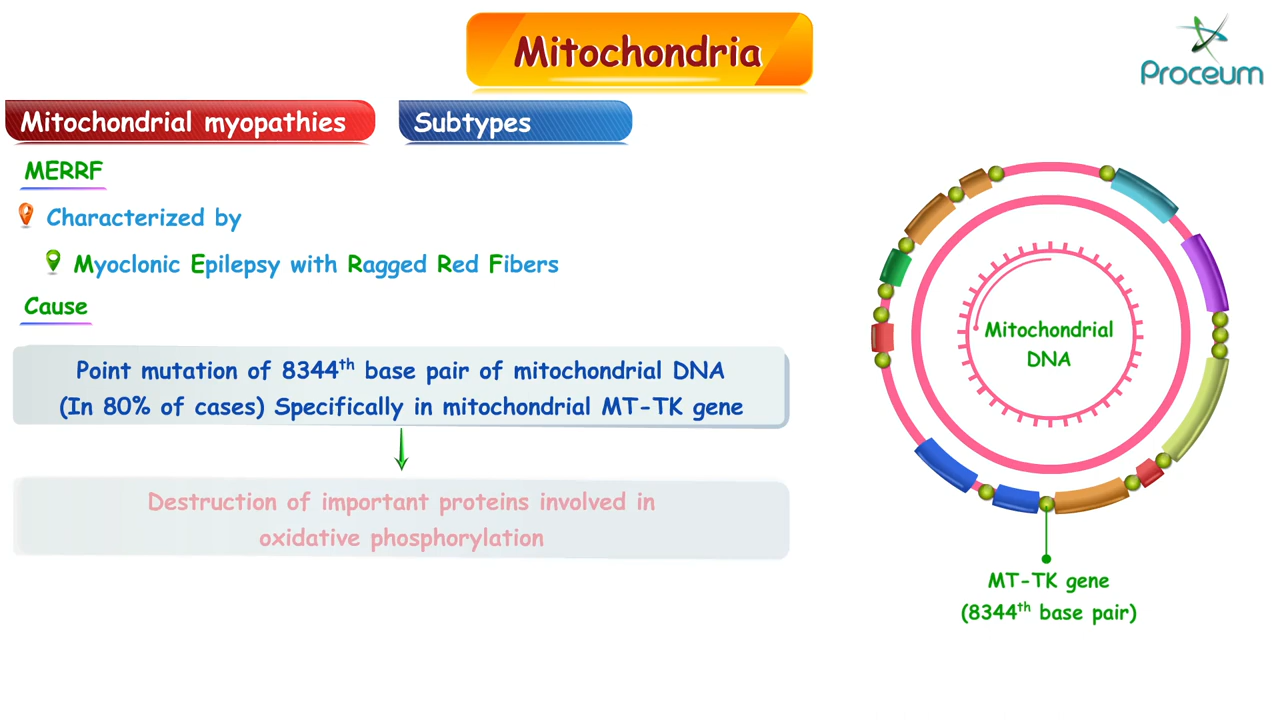 Mitochondria
Proceum
Mitochondrial myopathies
Subtypes
MERRF
Characterized by
Myoclonic Epilepsy with Ragged Red Fibers
Cause
Point mutation of 8344th base pair of mitochondrial DNA
(In 80% of cases) Specifically in mitochondrial MT-TK gene
Destruction of important proteins involved in
oxidative phosphorylation
Mitochondrial
DNA
MT-TK gene
(8344th base pair)